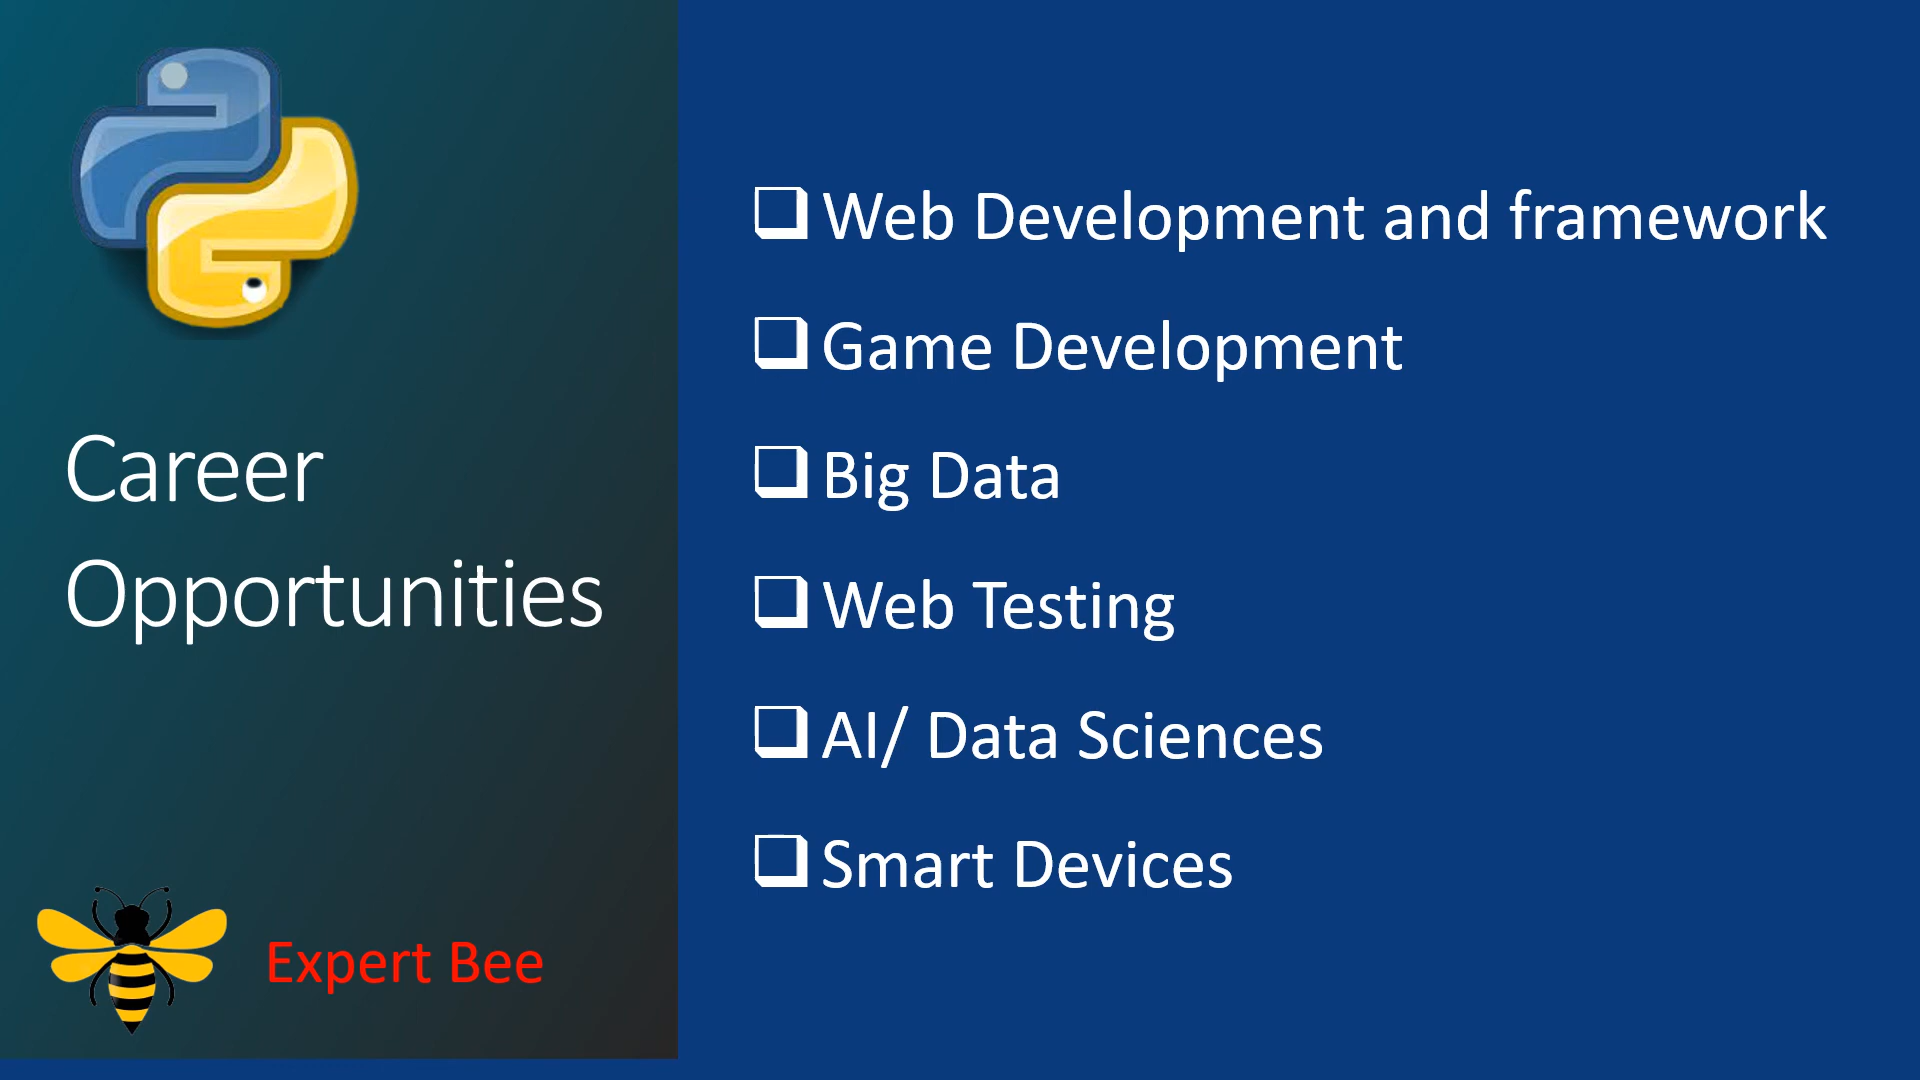 Career
Opportunities
Expert Bee
Web Development and framework
Game Development
Big Data
Web Testing
AI/ Data Sciences
Smart Devices